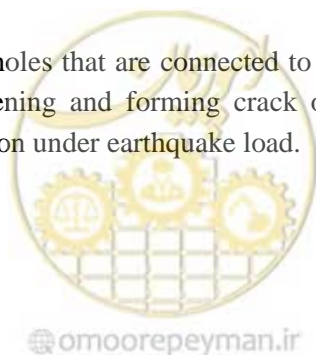 holes that are connected to
ening and forming crack o
on under earthquake load.
@omoorepeyman.ir